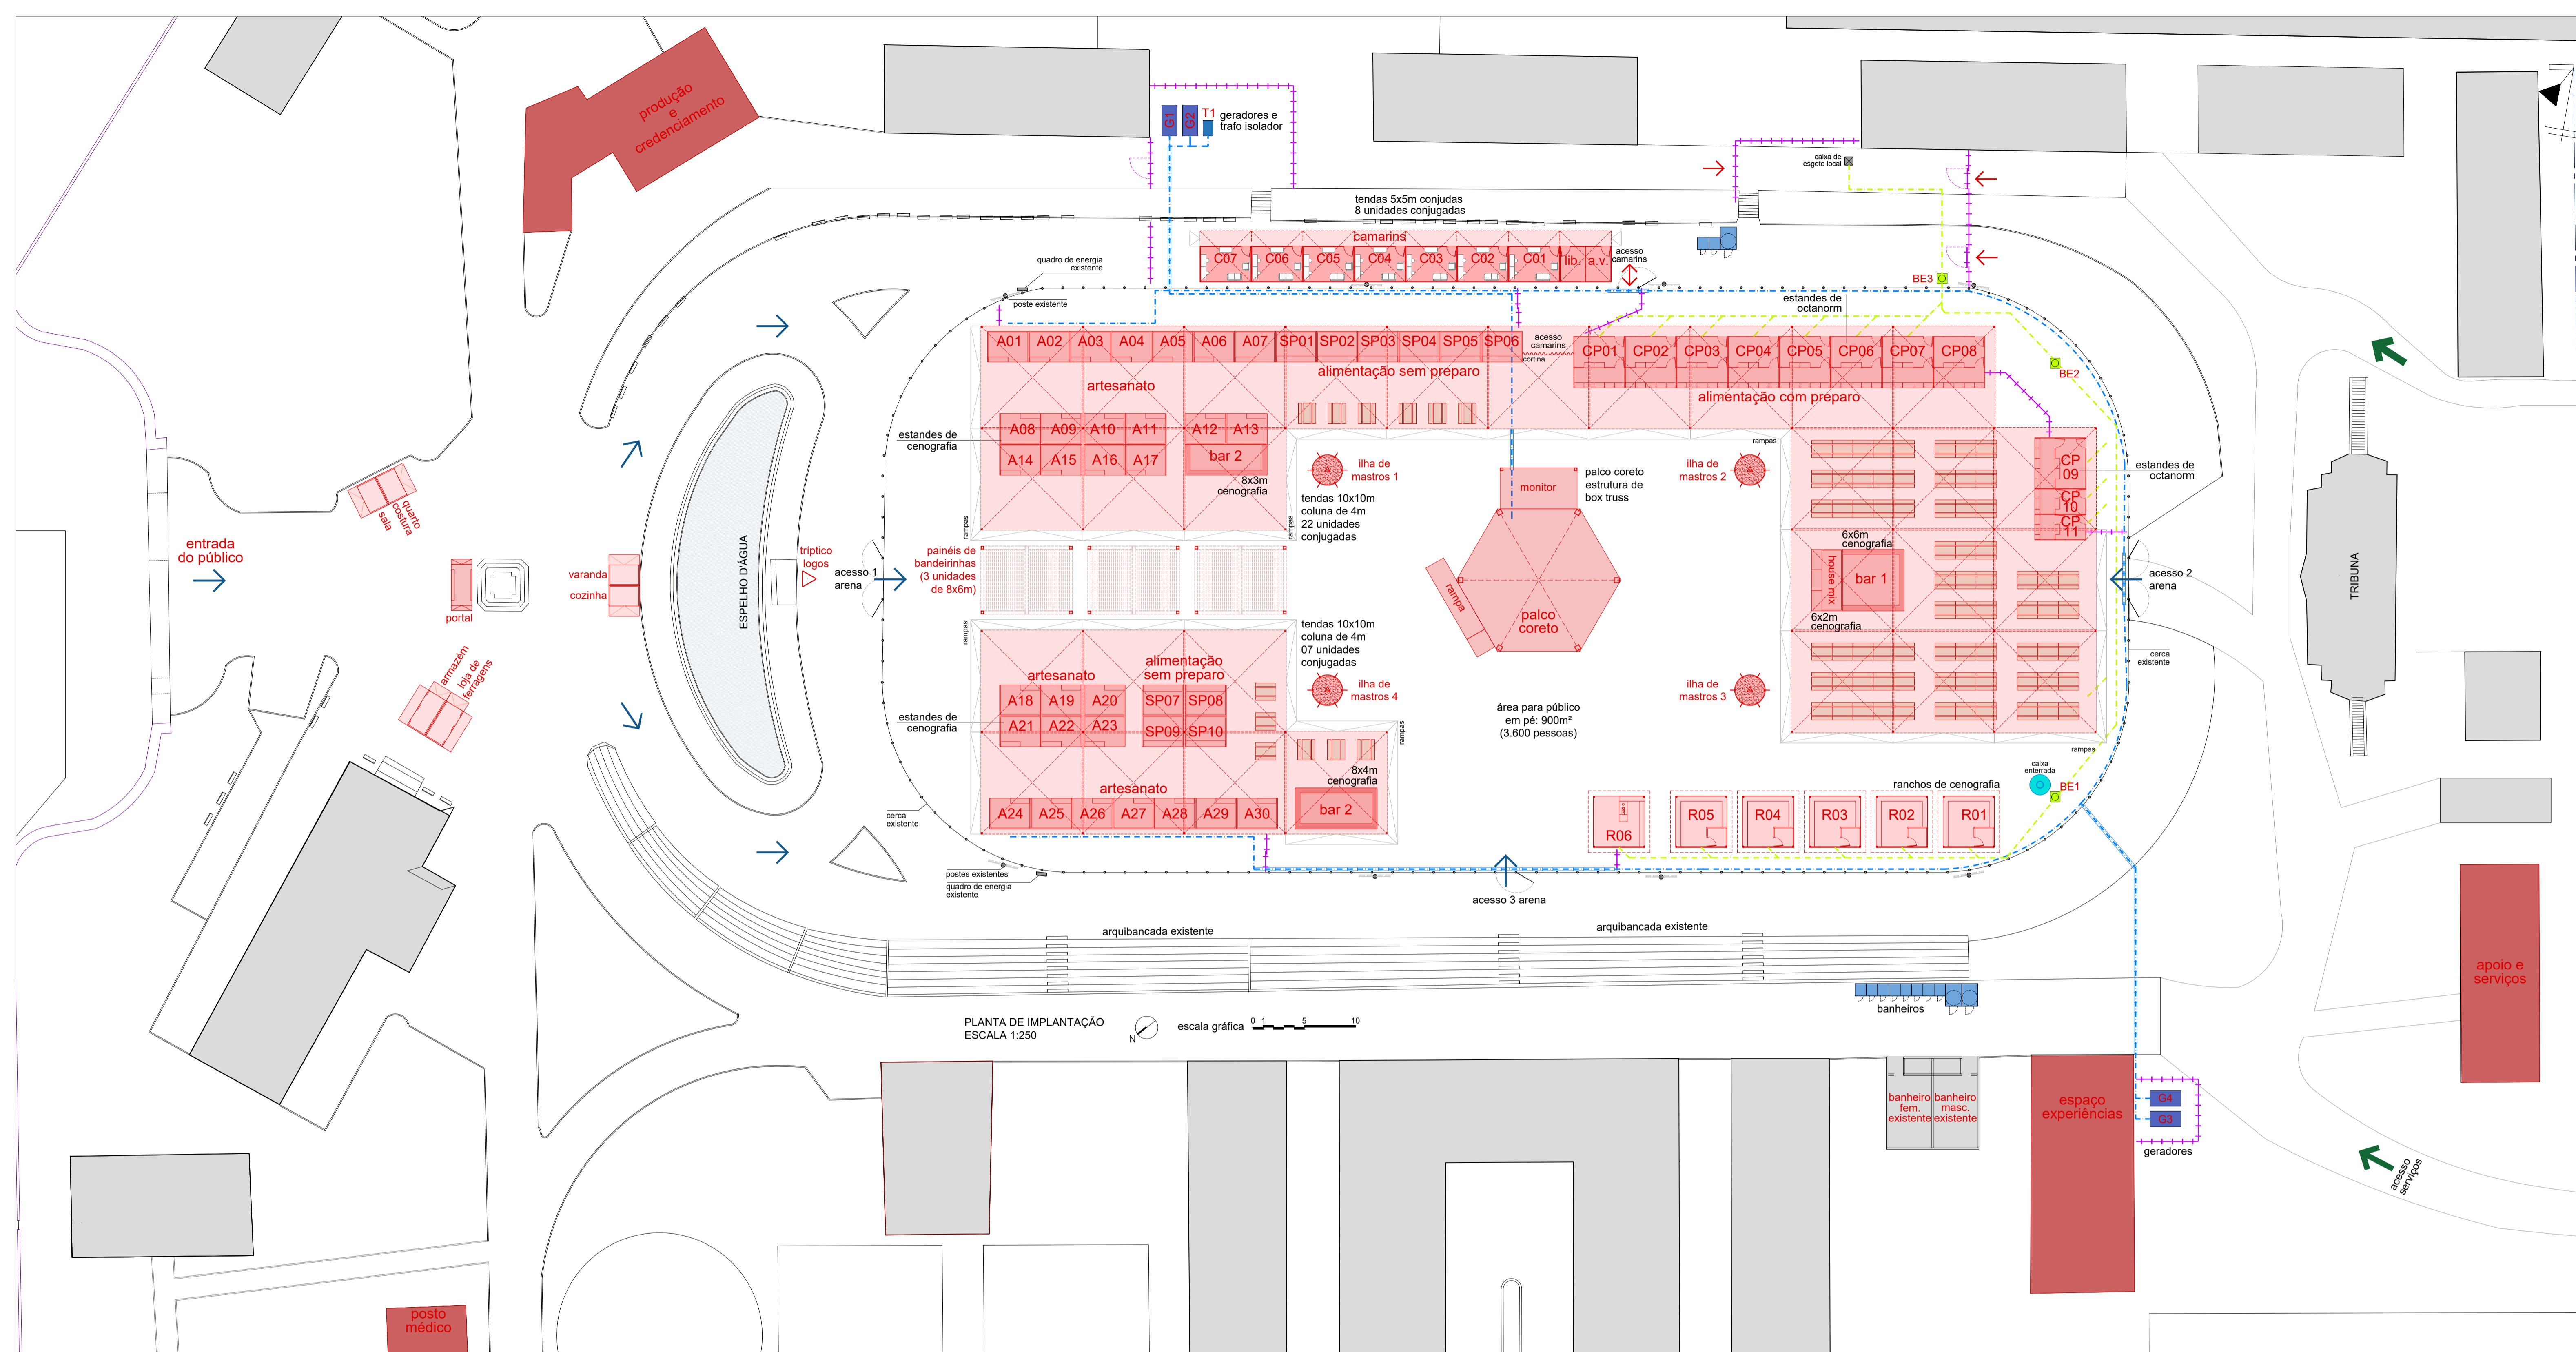 produção
e
credenciamento
G1
G2
T1
geradores e
trafo isolador
caixa de
esgoto local
tendas 5x5m conjudas
8 unidades conjugadas
camarins
C07
C06
C05
C04
C03
C02
C01
lib.
a.v.
acesso
camarins
BE3
quadro de energia
existente
poste existente
estandes de
octanorm
A01
A02
A03
A04
A05
A06
A07
SP01
SP02
SP03
SP04
SP05
SP06
acesso
camarins
cortina
CP01
CP02
CP03
CP04
CP05
CP06
CP07
CP08
BE2
artesanato
alimentação sem preparo
alimentação com preparo
estandes de
cenografia
A08
A09
A10
A11
A12
A13
A14
A15
A16
A17
bar 2
8x3m
cenografia
rampas
rampas
rampas
ilha de
mastros 1
tendas 10x10m
coluna de 4m
22 unidades
conjugadas
monitor
palco coreto
estrutura de
box truss
ilha de
mastros 2
CP
09
CP
10
CP
11
estandes de
octanorm
sala
costura
quarto
entrada
do público
portal
varanda
cozinha
ESPELHO D'ÁGUA
tríptico
logos
acesso 1
arena
painéis de
bandeirinhas
(3 unidades
de 8x6m)
rampa
palco
coreto
6x6m
cenografia
house mix
bar 1
6x2m
cenografia
acesso 2
arena
TRIBUNA
armazém
loja de
ferragens
rampas
tendas 10x10m
coluna de 4m
07 unidades
conjugadas
cerca
existente
artesanato
alimentação
sem preparo
estandes de
cenografia
A18
A19
A20
A21
A22
A23
SP07
SP08
SP09
SP10
ilha de
mastros 4
ilha de
mastros 3
área para público
em pé: 900m²
(3.600 pessoas)
rampas
rampas
8x4m
cenografia
bar 2
artesanato
A24
A25
A26
A27
A28
A29
A30
cerca
existente
ranchos de cenografia
caixa
enterrada
BE1
R06
R05
R04
R03
R02
R01
postes existentes
quadro de energia
existente
acesso 3 arena
arquibancada existente
arquibancada existente
apoio e
serviços
banheiros
PLANTA DE IMPLANTAÇÃO
ESCALA 1:250
N
escala gráfica
0 1 5 10
banheiro
fem.
existente
banheiro
masc.
existente
espaço
experiências
G4
G3
geradores
acesso
serviços
posto
médico